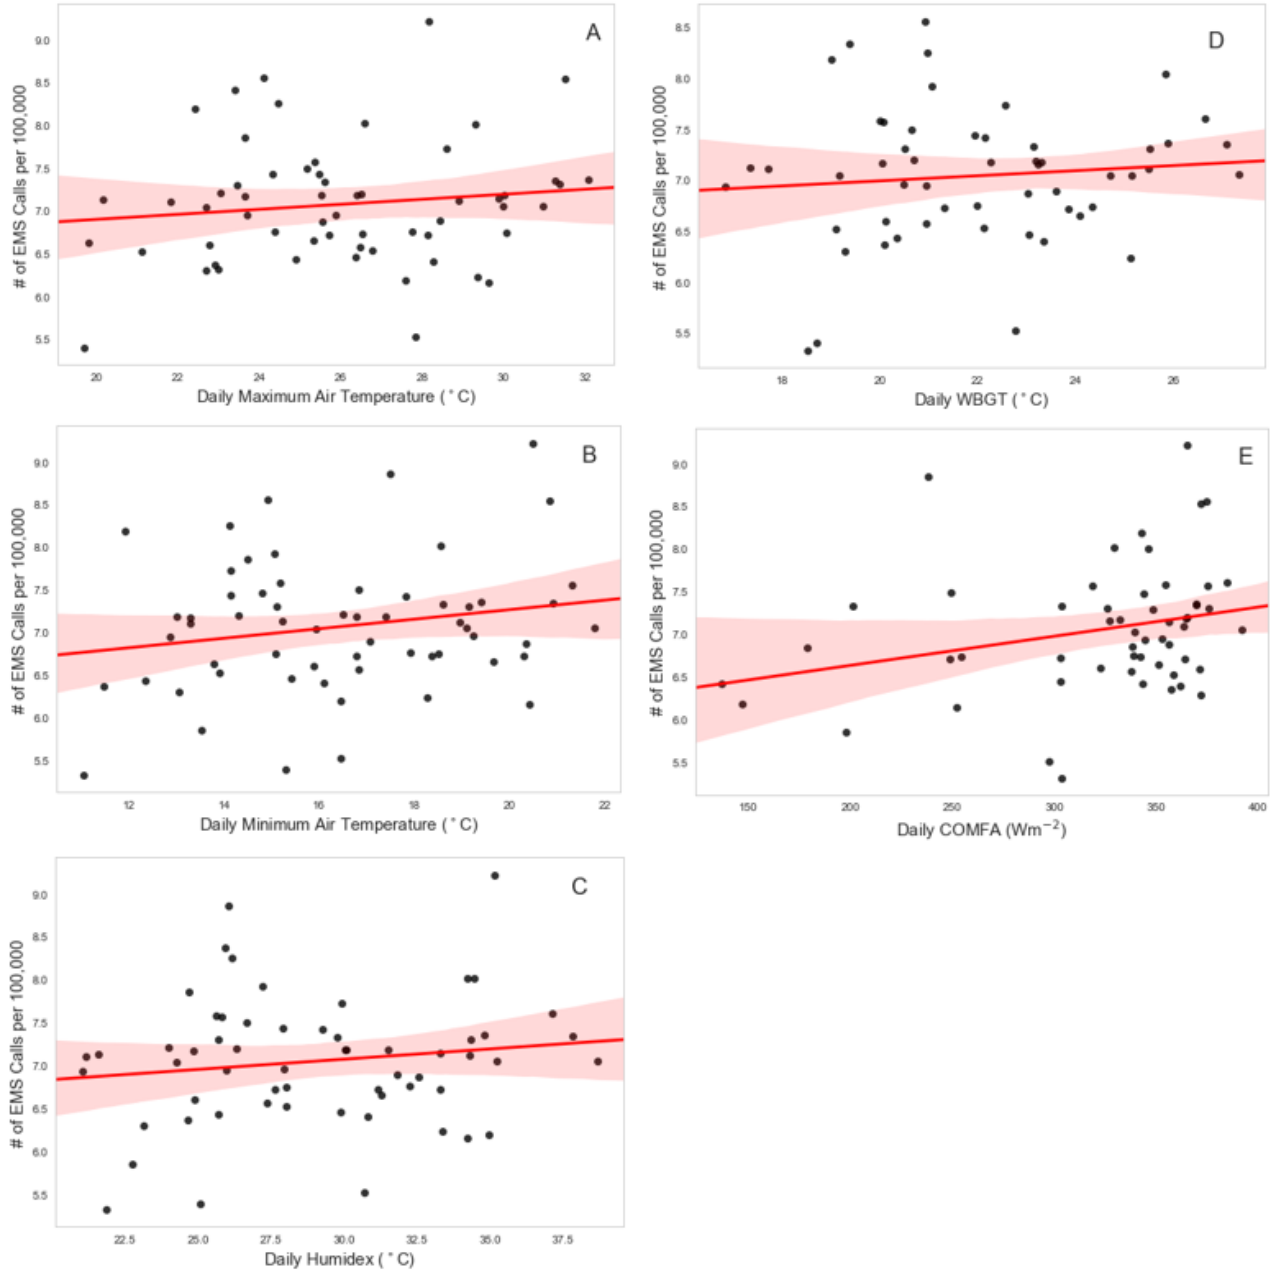 A
# of EMS Calls per 100,000
9.0
8.5
8.0
7.5
7.0
6.5
6.0
5.5
20 22 24 26 28 30 32
Daily Maximum Air Temperature (°C)
D
# of EMS Calls per 100,000
8.5
8.0
7.5
7.0
6.5
6.0
5.5
18 20 22 24 26
Daily WBGT (°C)
B
# of EMS Calls per 100,000
9.0
8.5
8.0
7.5
7.0
6.5
6.0
5.5
12 14 16 18 20 22
Daily Minimum Air Temperature (°C)
E
# of EMS Calls per 100,000
9.0
8.5
8.0
7.5
7.0
6.5
6.0
5.5
150 200 250 300 350 400
Daily COMFA (Wm⁻²)
C
# of EMS Calls per 100,000
9.0
8.5
8.0
7.5
7.0
6.5
6.0
5.5
22.5 25.0 27.5 30.0 32.5 35.0 37.5
Daily Humidex (°C)